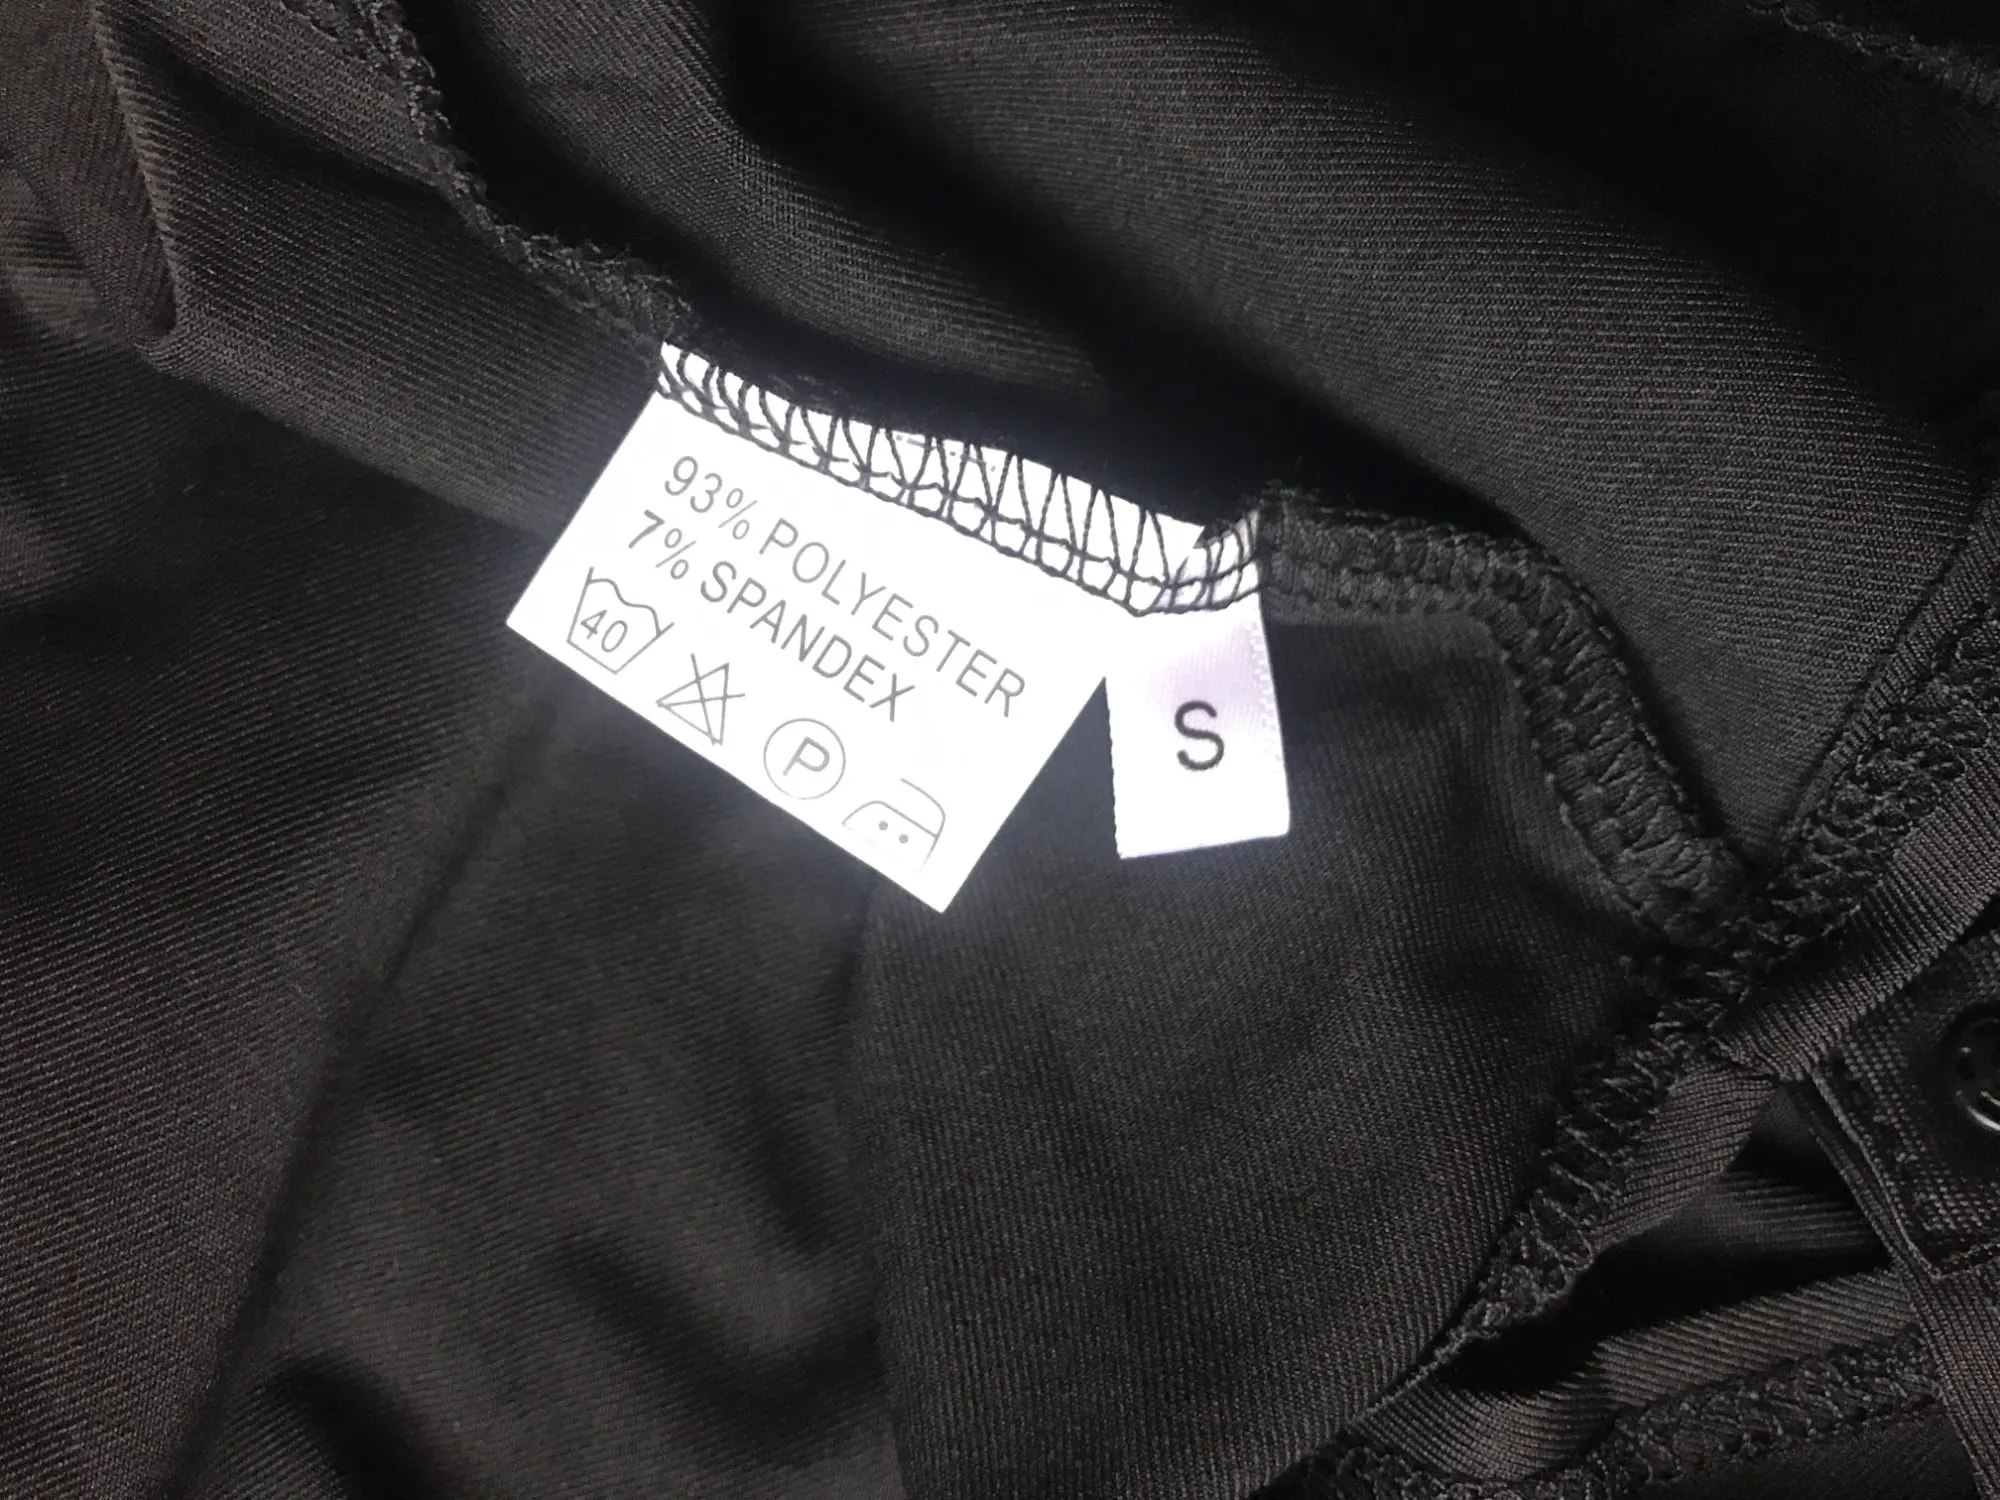 93% POLYESTER
7% SPANDEX
40
P
S